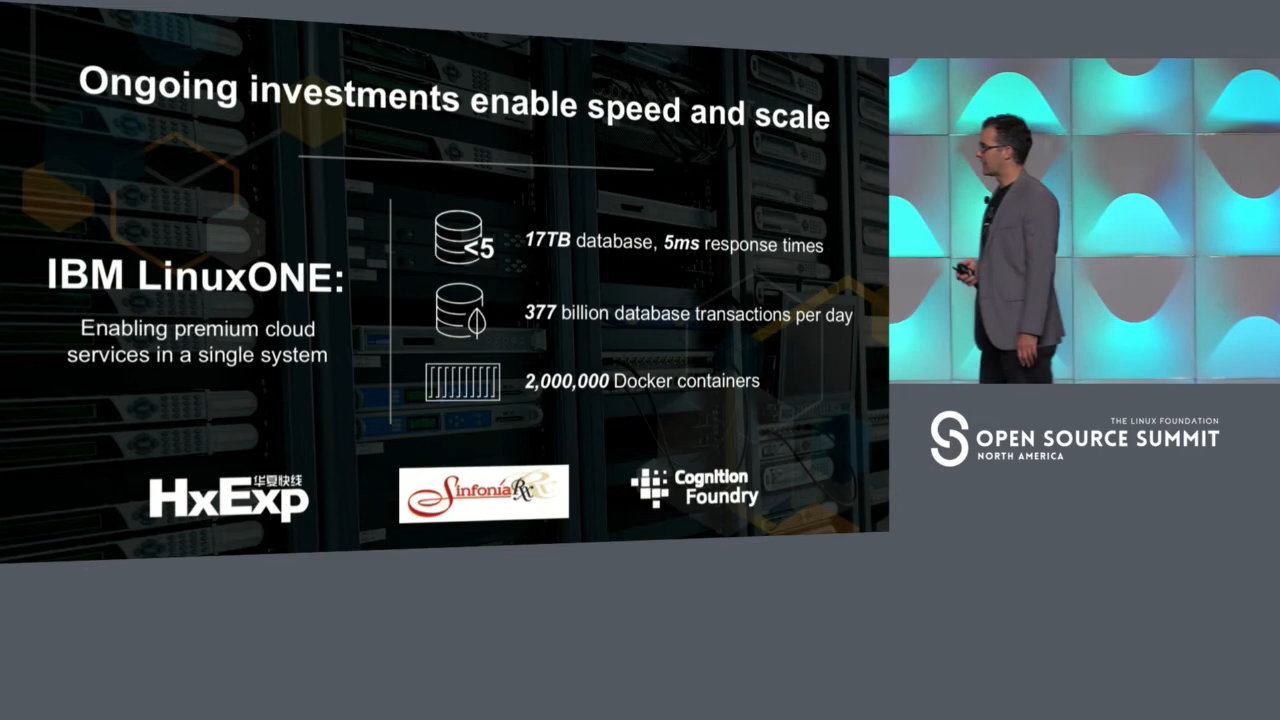 Ongoing investments enable speed and scale
IBM LinuxONE:
Enabling premium cloud
services in a single system
<5
17TB database, 5ms response times
377 billion database transactions per day
2,000,000 Docker containers
华夏快线
HxExp
SinfoníaRx
Cognition
Foundry
THE LINUX FOUNDATION
OPEN SOURCE SUMMIT
NORTH AMERICA